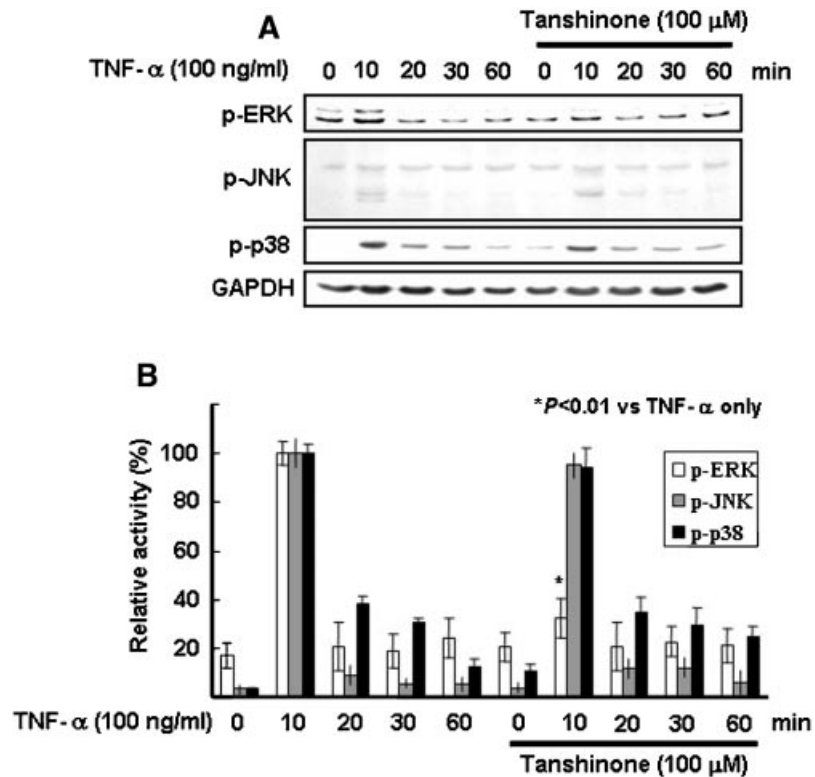 A
Tanshinone (100 μM)
TNF- α (100 ng/ml) 0 10 20 30 60 0 10 20 30 60 min
p-ERK
p-JNK
p-p38
GAPDH
B
*P<0.01 vs TNF- α only
Relative activity (%)
100
80
60
40
20
*
p-ERK
p-JNK
p-p38
TNF- α (100 ng/ml) 0 10 20 30 60 0 10 20 30 60 min
Tanshinone (100 μM)